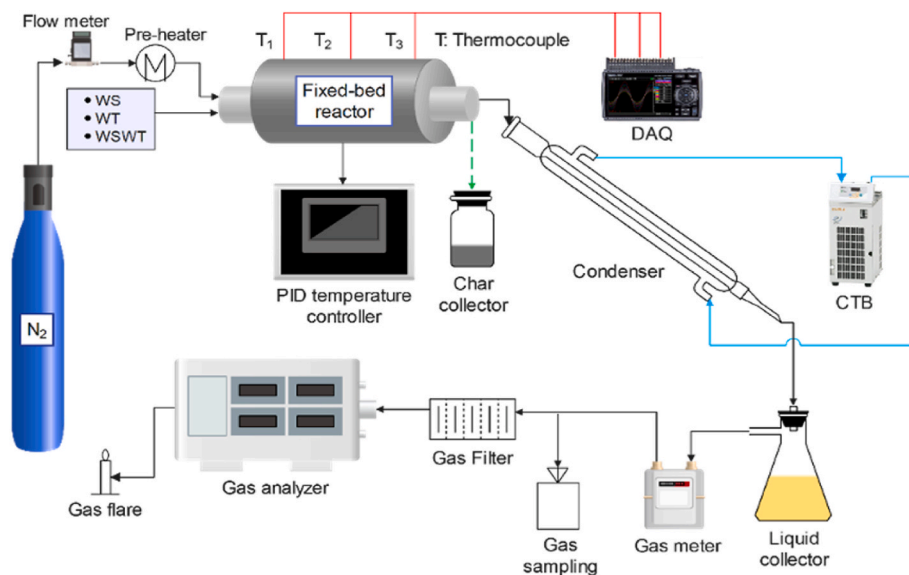 Flow meter
Pre-heater
M
T1
T2
T3
T: Thermocouple
• WS
• WT
• WSWT
Fixed-bed
reactor
DAQ
N2
PID temperature
controller
Char
collector
Condenser
CTB
Gas flare
Gas analyzer
Gas Filter
Gas
sampling
Gas meter
Liquid
collector